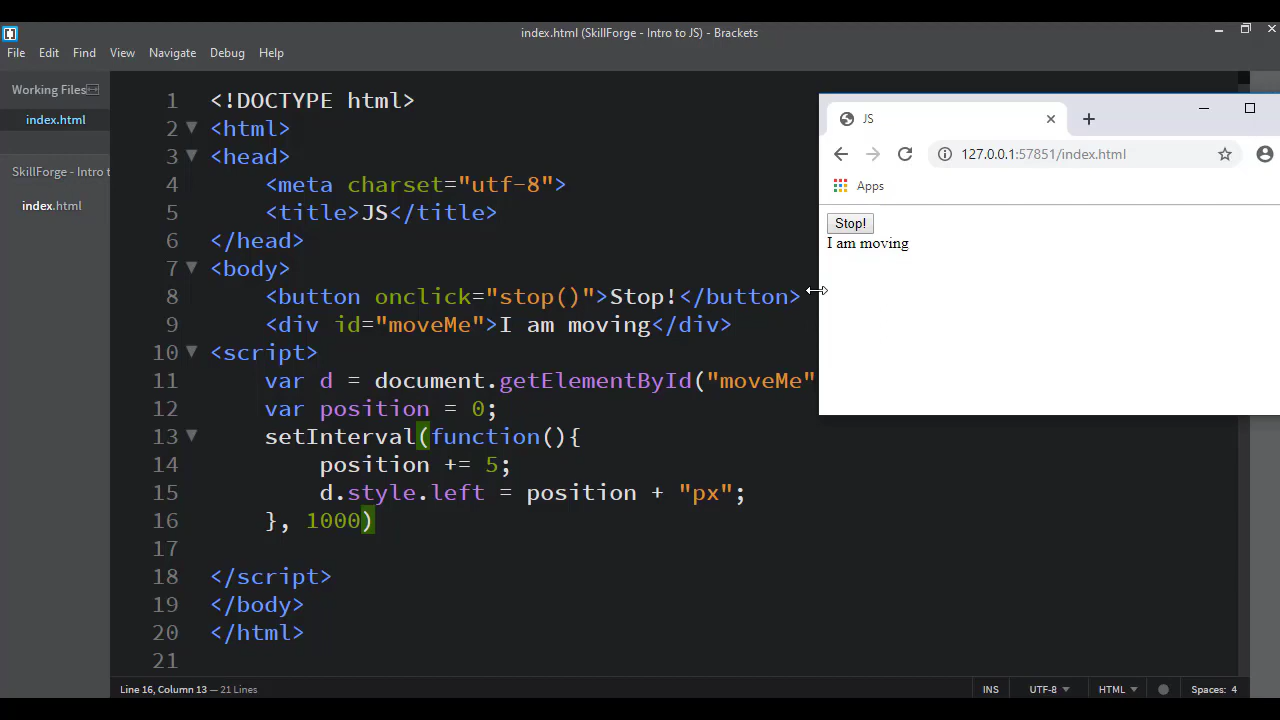 index.html (SkillForge - Intro to JS) - Brackets
File Edit Find View Navigate Debug Help
Working Files
index.html
SkillForge - Intro t
index.html
1 <!DOCTYPE html>
2 <html>
3 <head>
4 <meta charset="utf-8">
5 <title>JS</title>
6 </head>
7 <body>
8 <button onclick="stop()">Stop!</button>
9 <div id="moveMe">I am moving</div>
10 <script>
11 var d = document.getElementById("moveMe"
12 var position = 0;
13 setInterval(function(){
14 position += 5;
15 d.style.left = position + "px";
16 }, 1000)
17
18 </script>
19 </body>
20 </html>
21
JS
127.0.0.1:57851/index.html
Apps
Stop!
I am moving
Line 16, Column 13 — 21 Lines
INS UTF-8 HTML Spaces: 4